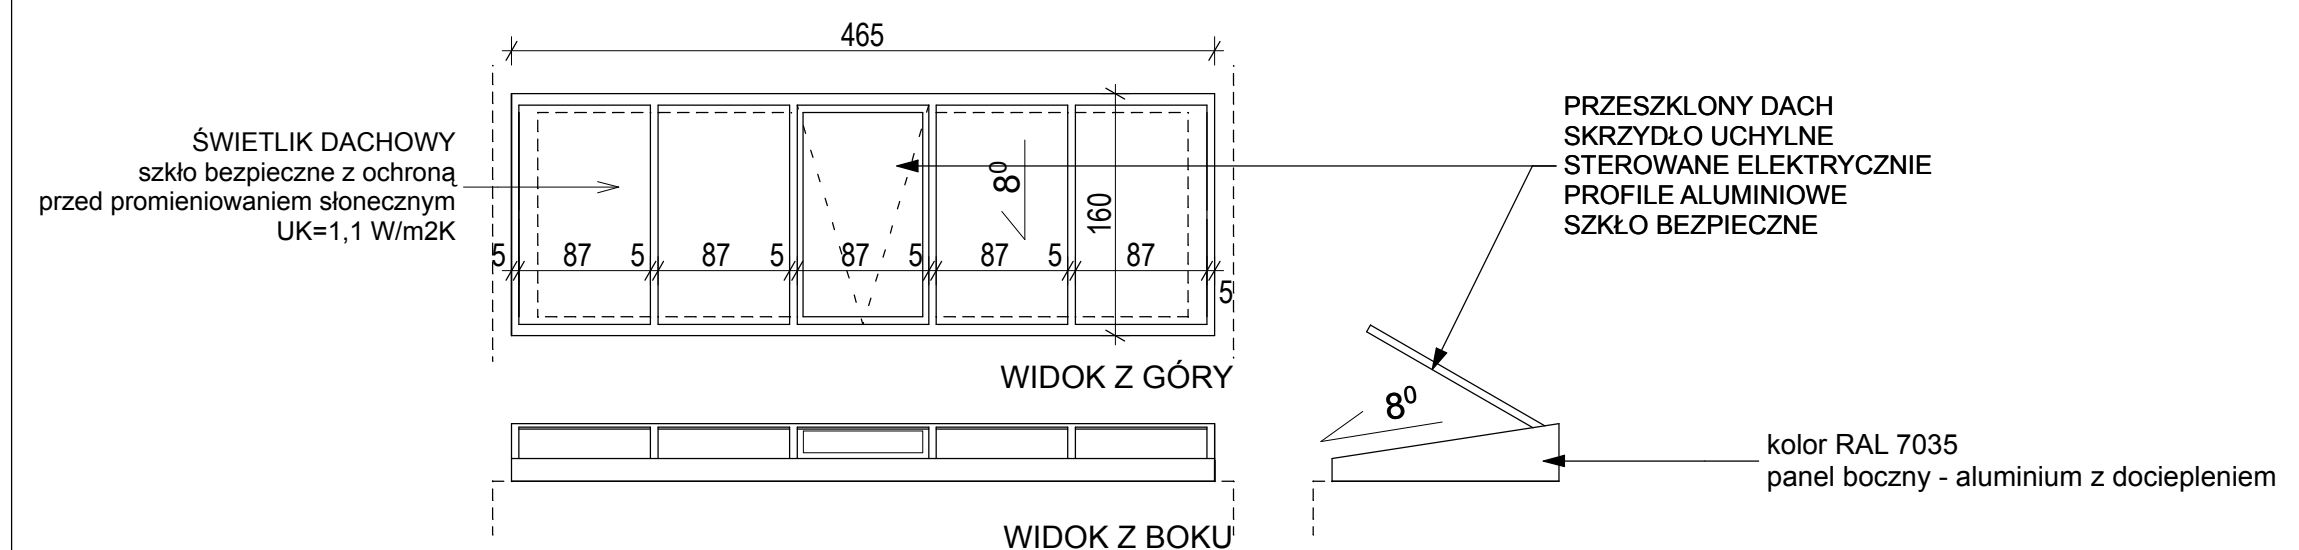 465
ŚWIETLIK DACHOWY
szkło bezpieczne z ochroną
przed promieniowaniem słonecznym
UK=1,1 W/m2K
PRZESZKLONY DACH
SKRZYDŁO UCHYLNE
STEROWANE ELEKTRYCZNIE
PROFILE ALUMINIOWE
SZKŁO BEZPIECZNE
8⁰
160
5 87 5 87 5 87 5 87 5 87 5
WIDOK Z GÓRY
8⁰
kolor RAL 7035
panel boczny - aluminium z dociepleniem
WIDOK Z BOKU